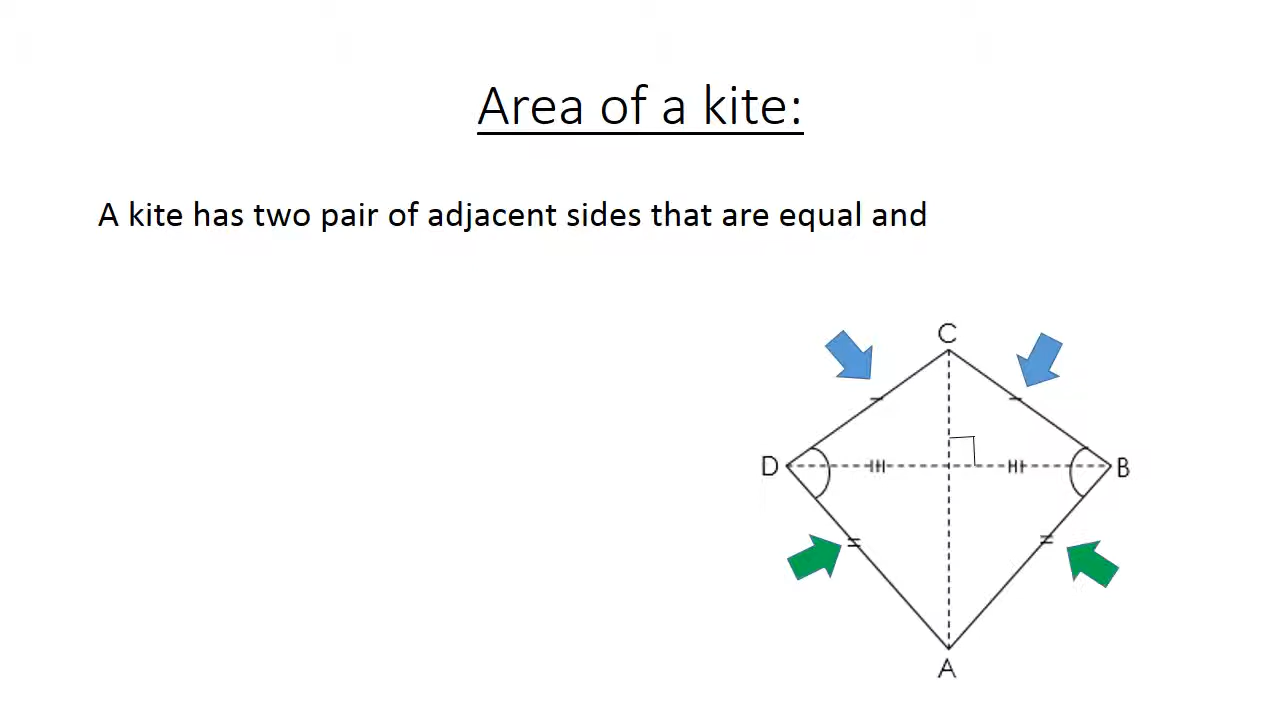 Area of a kite:
A kite has two pair of adjacent sides that are equal and
C
D
B
A